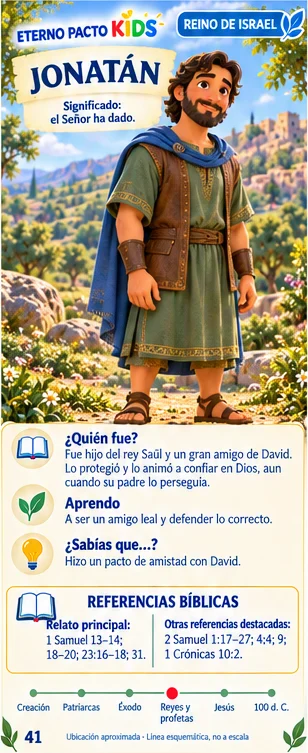 ETERNO PACTO KIDS
REINO DE ISRAEL
JONATÁN
Significado:
el Señor ha dado.
¿Quién fue?
Fue hijo del rey Saúl y un gran amigo de David.
Lo protegió y lo animó a confiar en Dios, aun
cuando su padre lo perseguía.
Aprendo
A ser un amigo leal y defender lo correcto.
¿Sabías que...?
Hizo un pacto de amistad con David.
REFERENCIAS BÍBLICAS
Relato principal:
1 Samuel 13–14;
18–20; 23:16–18; 31.
Otras referencias destacadas:
2 Samuel 1:17–27; 4:4; 9;
1 Crónicas 10:2.
Creación
Patriarcas
Éxodo
Reyes y
profetas
Jesús
100 d. C.
41
Ubicación aproximada · Línea esquemática, no a escala